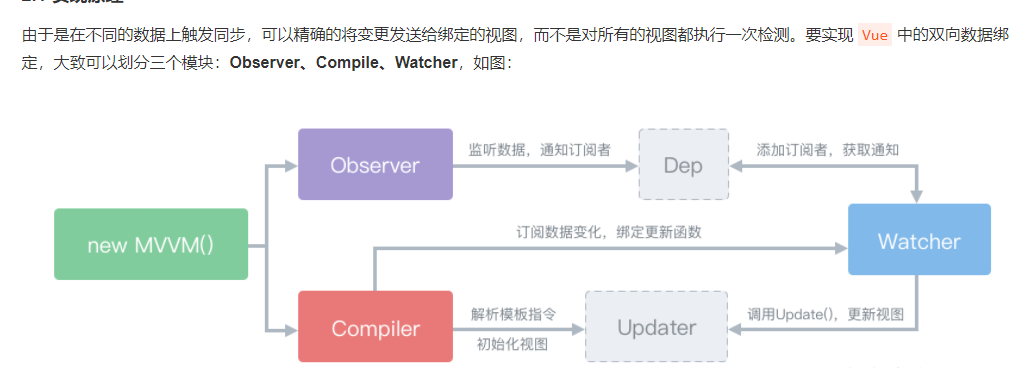 由于是在不同的数据上触发同步，可以精确的将变更发送给绑定的视图，而不是对所有的视图都执行一次检测。要实现 Vue 中的双向数据绑
定，大致可以划分三个模块：Observer、Compile、Watcher，如图：
Observer
监听数据，通知订阅者
Dep
添加订阅者，获取通知
new MVVM()
订阅数据变化，绑定更新函数
Watcher
Compiler
解析模板指令
初始化视图
Updater
调用Update()，更新视图